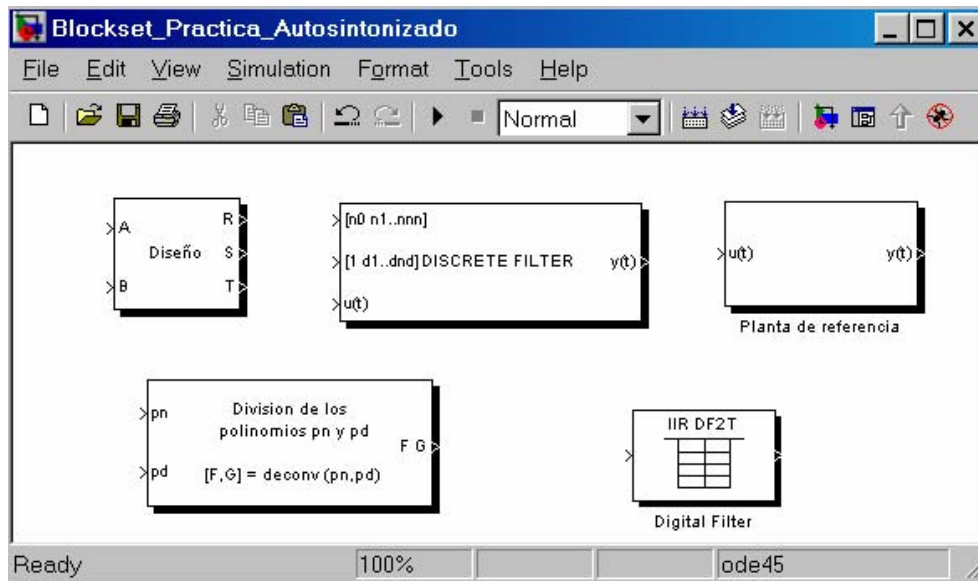 Blockset_Practica_Autosintonizado
File Edit View Simulation Format Tools Help
Normal
A
Diseño
B
R
S
T
[n0 n1..nnn]
[1 d1..dnd] DISCRETE FILTER
u(t)
y(t)
u(t)
y(t)
Planta de referencia
pn
pd
Division de los
polinomios pn y pd
[F,G] = deconv (pn,pd)
F G
IIR DF2T
Digital Filter
Ready
100%
ode45